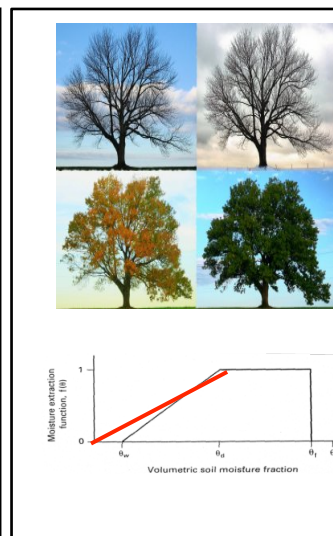 Moisture extraction
function, f(θ)
1
0
θw
θd
θf
θ
Volumetric soil moisture fraction